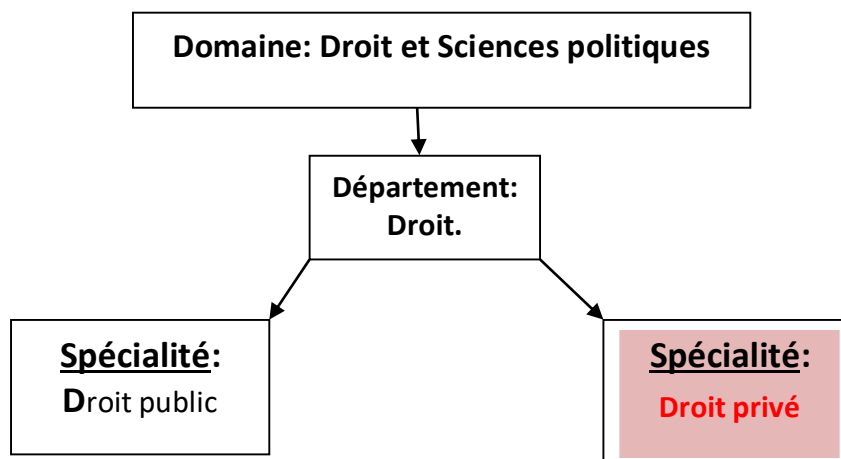 Domaine: Droit et Sciences politiques
Département:
Droit.
Spécialité:
Droit public
Spécialité:
Droit privé